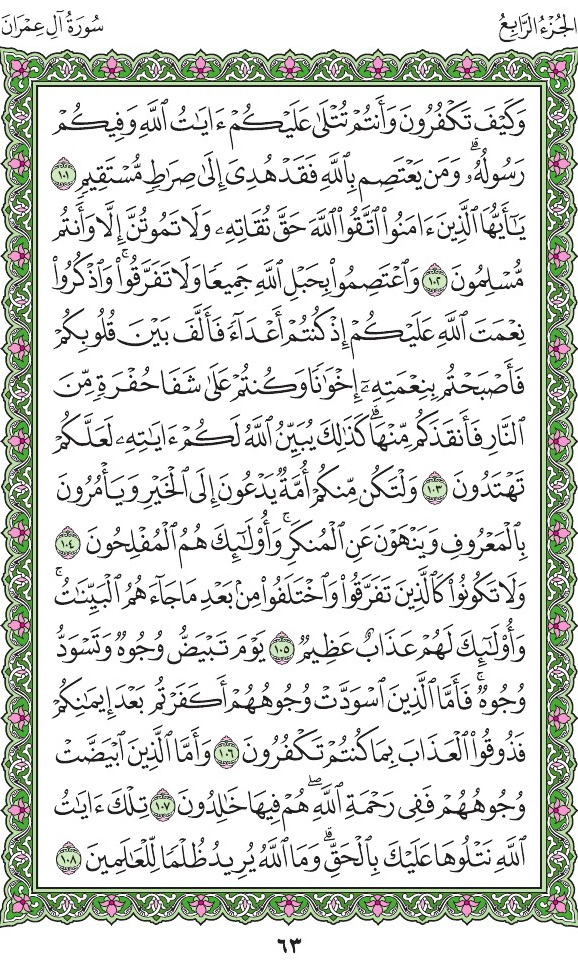 الجُزْءُ الرَّابِعُ
سُورَةُ آلِ عِمْرَان
وَكَيْفَ تَكْفُرُونَ وَأَنتُمْ تُتْلَىٰ عَلَيْكُمْ ءَايَٰتُ ٱللَّهِ وَفِيكُمْ
رَسُولُهُۥۗ وَمَن يَعْتَصِم بِٱللَّهِ فَقَدْ هُدِىَ إِلَىٰ صِرَٰطٍ مُّسْتَقِيمٍ ١٠١
يَٰٓأَيُّهَا ٱلَّذِينَ ءَامَنُوا۟ ٱتَّقُوا۟ ٱللَّهَ حَقَّ تُقَاتِهِۦ وَلَا تَمُوتُنَّ إِلَّا وَأَنتُم
مُّسْلِمُونَ ١٠٢ وَٱعْتَصِمُوا۟ بِحَبْلِ ٱللَّهِ جَمِيعًا وَلَا تَفَرَّقُوا۟ۚ وَٱذْكُرُوا۟
نِعْمَتَ ٱللَّهِ عَلَيْكُمْ إِذْ كُنتُمْ أَعْدَآءً فَأَلَّفَ بَيْنَ قُلُوبِكُمْ
فَأَصْبَحْتُم بِنِعْمَتِهِۦٓ إِخْوَٰنًا وَكُنتُمْ عَلَىٰ شَفَا حُفْرَةٍ مِّنَ
ٱلنَّارِ فَأَنقَذَكُم مِّنْهَاۗ كَذَٰلِكَ يُبَيِّنُ ٱللَّهُ لَكُمْ ءَايَٰتِهِۦ لَعَلَّكُمْ
تَهْتَدُونَ ١٠٣ وَلْتَكُن مِّنكُمْ أُمَّةٌ يَدْعُونَ إِلَى ٱلْخَيْرِ وَيَأْمُرُونَ
بِٱلْمَعْرُوفِ وَيَنْهَوْنَ عَنِ ٱلْمُنكَرِۚ وَأُو۟لَٰٓئِكَ هُمُ ٱلْمُفْلِحُونَ ١٠٤
وَلَا تَكُونُوا۟ كَٱلَّذِينَ تَفَرَّقُوا۟ وَٱخْتَلَفُوا۟ مِنۢ بَعْدِ مَا جَآءَهُمُ ٱلْبَيِّنَٰتُۚ
وَأُو۟لَٰٓئِكَ لَهُمْ عَذَابٌ عَظِيمٌ ١٠٥ يَوْمَ تَبْيَضُّ وُجُوهٌ وَتَسْوَدُّ
وُجُوهٌۚ فَأَمَّا ٱلَّذِينَ ٱسْوَدَّتْ وُجُوهُهُمْ أَكَفَرْتُم بَعْدَ إِيمَٰنِكُمْ
فَذُوقُوا۟ ٱلْعَذَابَ بِمَا كُنتُمْ تَكْفُرُونَ ١٠٦ وَأَمَّا ٱلَّذِينَ ٱبْيَضَّتْ
وُجُوهُهُمْ فَفِى رَحْمَةِ ٱللَّهِۖ هُمْ فِيهَا خَٰلِدُونَ ١٠٧ تِلْكَ ءَايَٰتُ
ٱللَّهِ نَتْلُوهَا عَلَيْكَ بِٱلْحَقِّۗ وَمَا ٱللَّهُ يُرِيدُ ظُلْمًا لِّلْعَٰلَمِينَ ١٠٨
٦٣